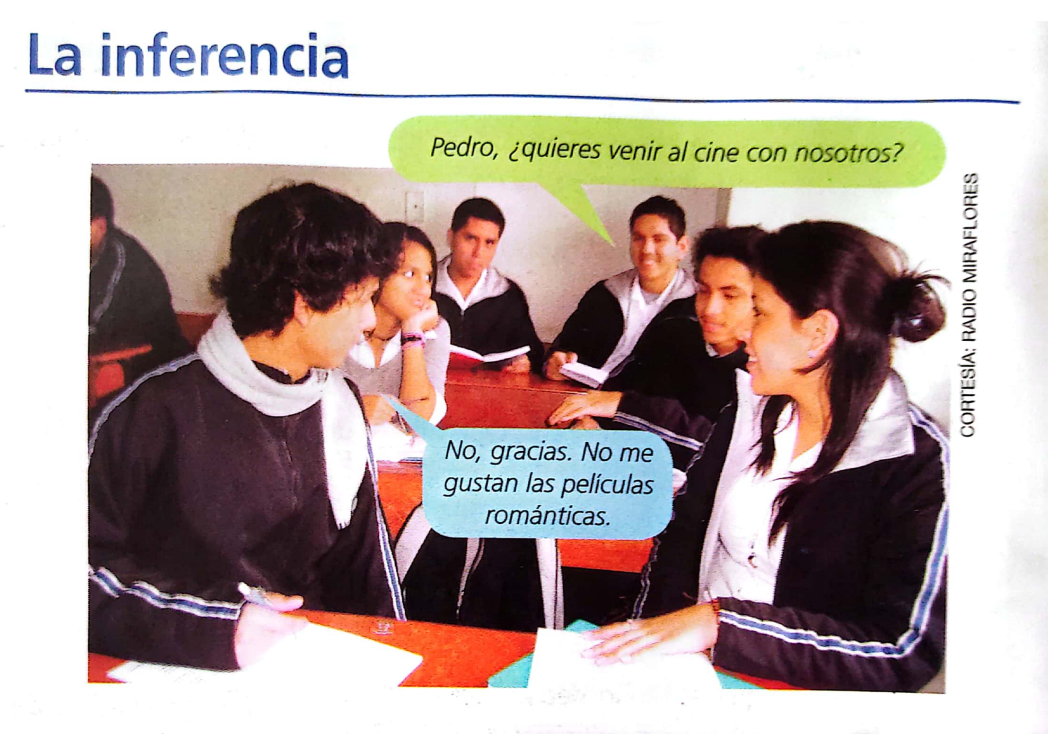 La inferencia
Pedro, ¿quieres venir al cine con nosotros?
CORTESÍA: RADIO MIRAFLORES
No, gracias. No me
gustan las películas
románticas.